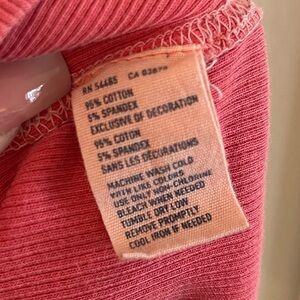 RN 54485 CA 03879
95% COTTON
5% SPANDEX
EXCLUSIVE OF DECORATION
95% COTTON
5% SPANDEX
SANS LES DÉCORATIONS
MACHINE WASH COLD
WITH LIKE COLORS
USE ONLY NON-CHLORINE
BLEACH WHEN NEEDED
TUMBLE DRY LOW
REMOVE PROMPTLY
COOL IRON IF NEEDED